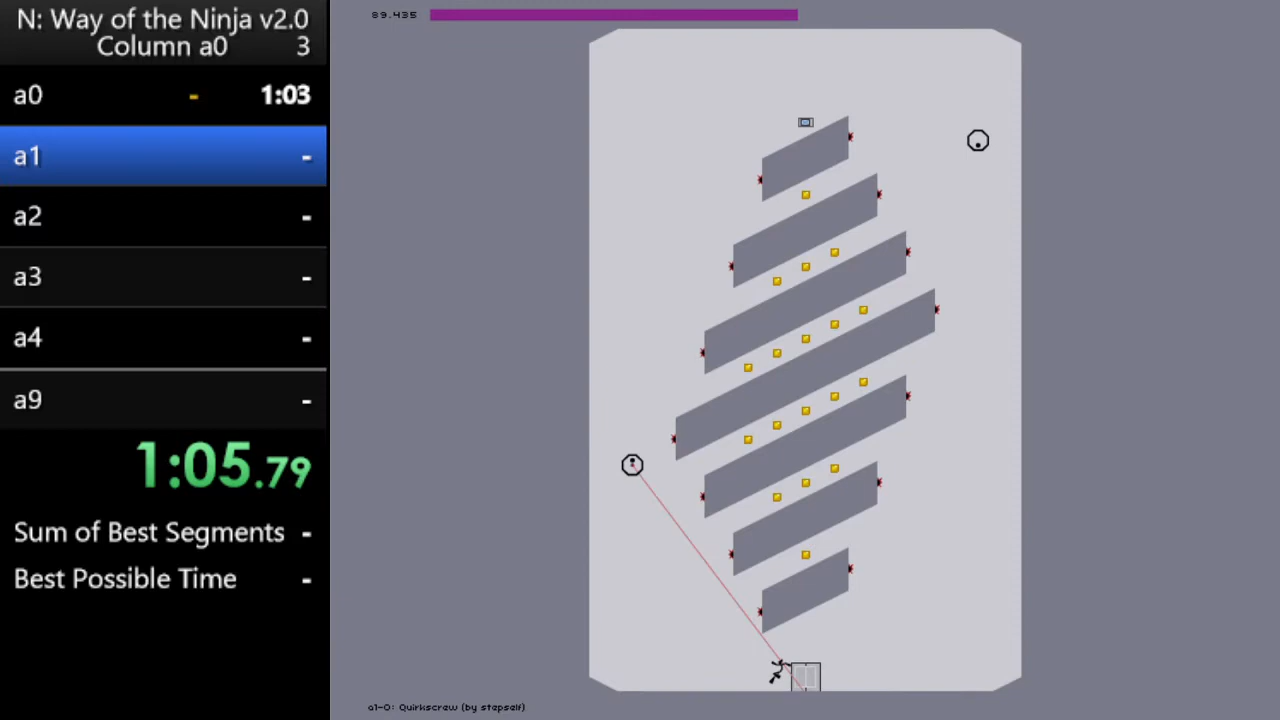 N: Way of the Ninja v2.0
Column a0 3
a0 - 1:03
a1 -
a2 -
a3 -
a4 -
a9 -
1:05.79
Sum of Best Segments -
Best Possible Time -
89.435
a1-0: Quirkscrew (by stepself)